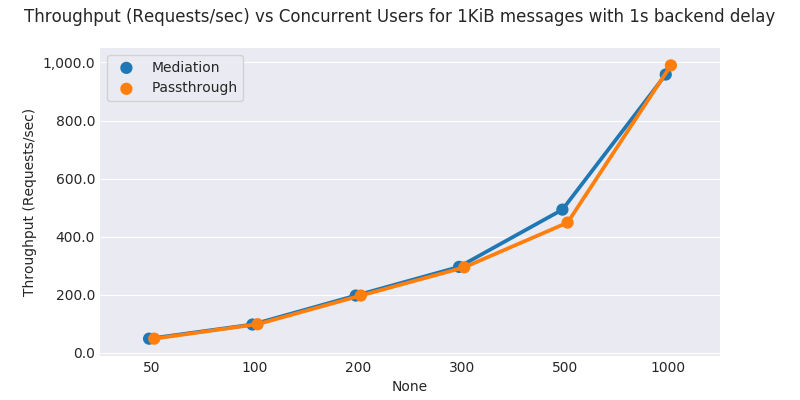 Throughput (Requests/sec) vs Concurrent Users for 1KiB messages with 1s backend delay
Mediation
Passthrough
Throughput (Requests/sec)
1,000.0
800.0
600.0
400.0
200.0
0.0
50 100 200 300 500 1000
None